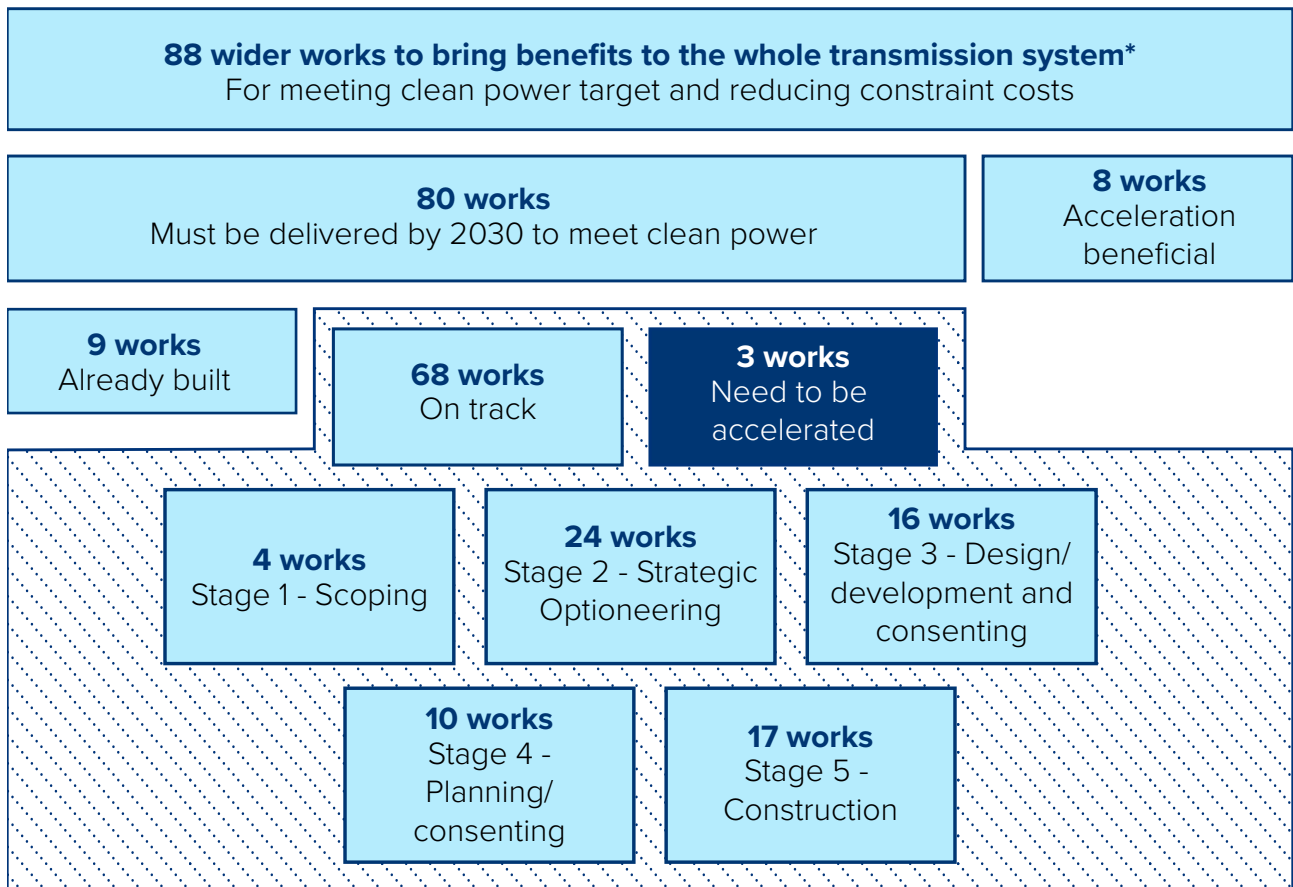 88 wider works to bring benefits to the whole transmission system*
For meeting clean power target and reducing constraint costs
80 works
Must be delivered by 2030 to meet clean power
8 works
Acceleration
beneficial
9 works
Already built
68 works
On track
3 works
Need to be
accelerated
4 works
Stage 1 - Scoping
24 works
Stage 2 - Strategic
Optioneering
16 works
Stage 3 - Design/
development and
consenting
10 works
Stage 4 -
Planning/
consenting
17 works
Stage 5 -
Construction